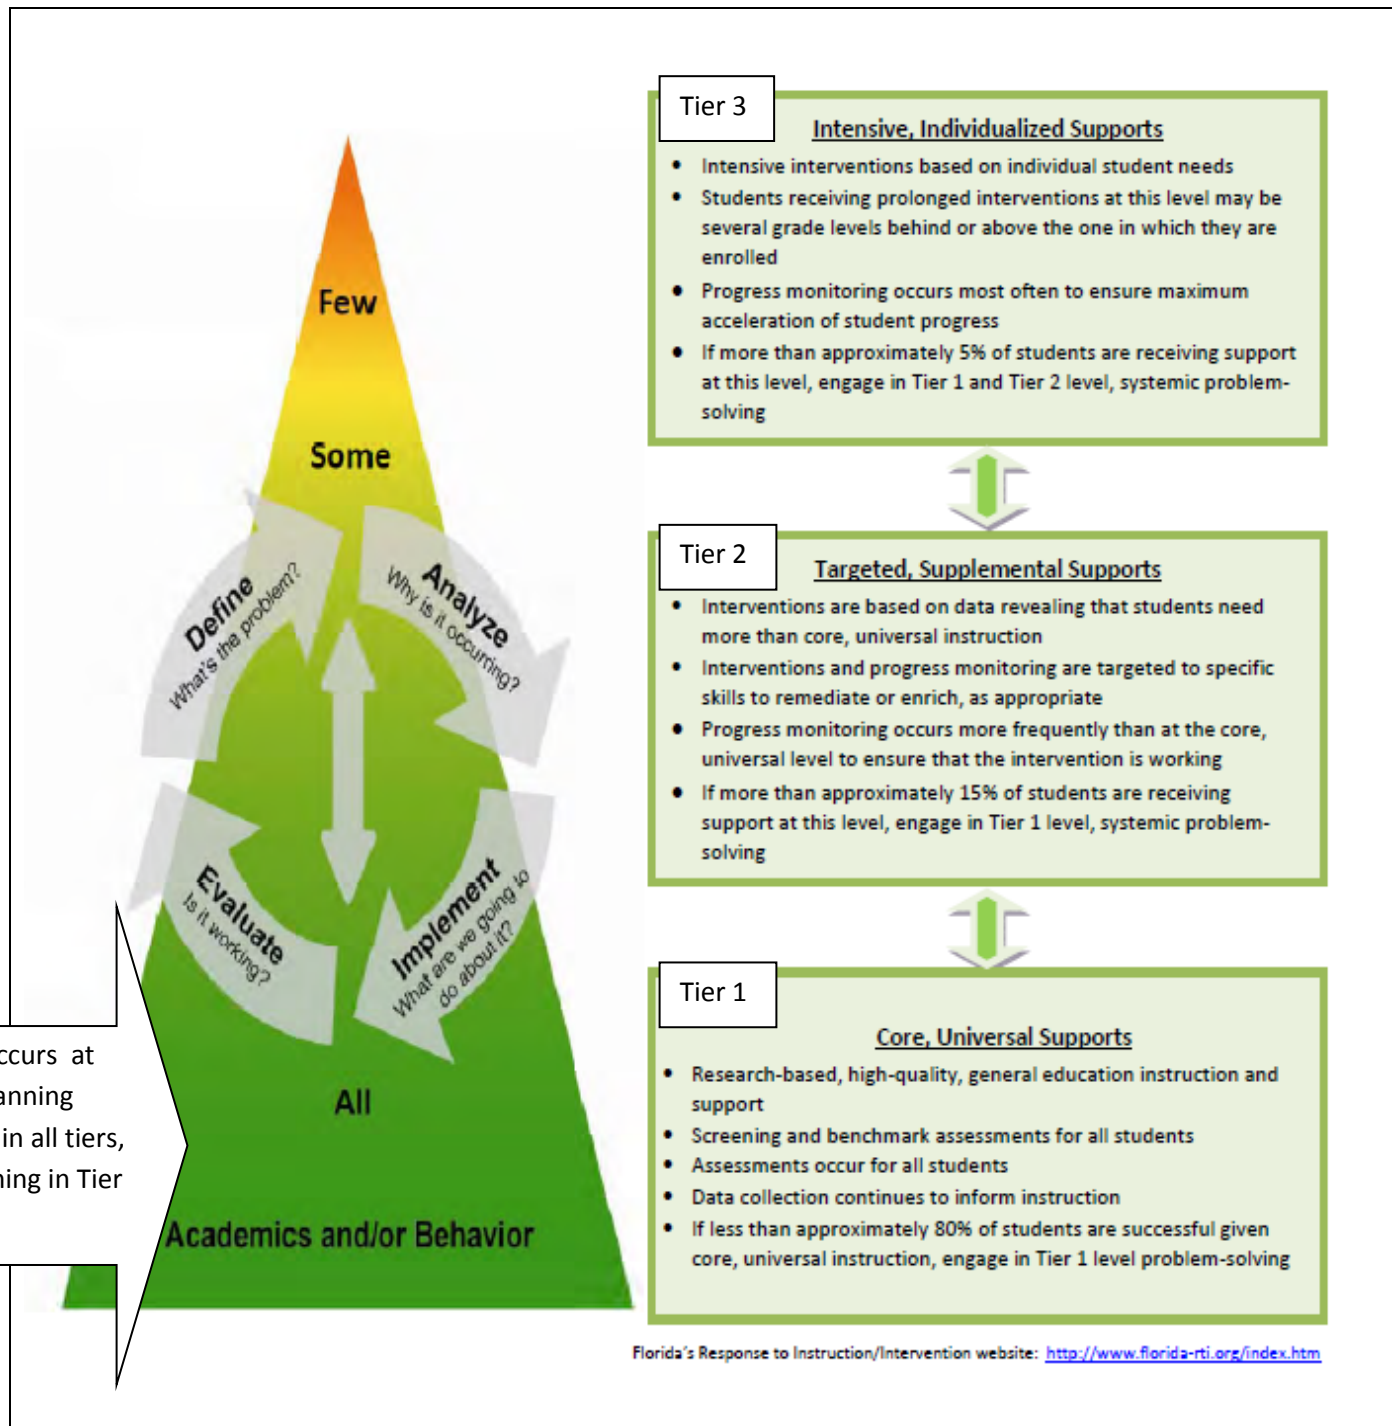 Few
Some
Define
What's the problem?
Analyze
Why is it occurring?
Implement
What are we going to
do about it?
Evaluate
Is it working?
All
Academics and/or Behavior
ccurs at
anning
in all tiers,
ning in Tier
Tier 3
Intensive, Individualized Supports
• Intensive interventions based on individual student needs
• Students receiving prolonged interventions at this level may be
several grade levels behind or above the one in which they are
enrolled
• Progress monitoring occurs most often to ensure maximum
acceleration of student progress
• If more than approximately 5% of students are receiving support
at this level, engage in Tier 1 and Tier 2 level, systemic problem-
solving
Tier 2
Targeted, Supplemental Supports
• Interventions are based on data revealing that students need
more than core, universal instruction
• Interventions and progress monitoring are targeted to specific
skills to remediate or enrich, as appropriate
• Progress monitoring occurs more frequently than at the core,
universal level to ensure that the intervention is working
• If more than approximately 15% of students are receiving
support at this level, engage in Tier 1 level, systemic problem-
solving
Tier 1
Core, Universal Supports
• Research-based, high-quality, general education instruction and
support
• Screening and benchmark assessments for all students
• Assessments occur for all students
• Data collection continues to inform instruction
• If less than approximately 80% of students are successful given
core, universal instruction, engage in Tier 1 level problem-solving
Florida's Response to Instruction/Intervention website: http://www.florida-rti.org/index.htm